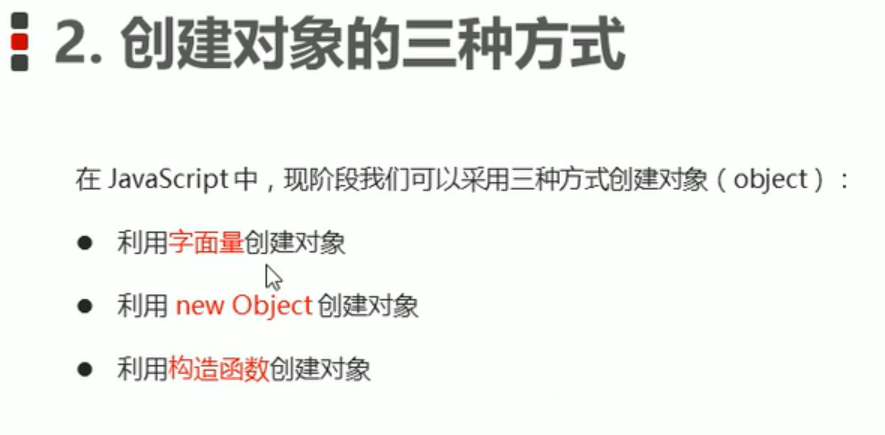 2. 创建对象的三种方式
在 JavaScript 中，现阶段我们可以采用三种方式创建对象（object）：
● 利用字面量创建对象
● 利用 new Object 创建对象
● 利用构造函数创建对象